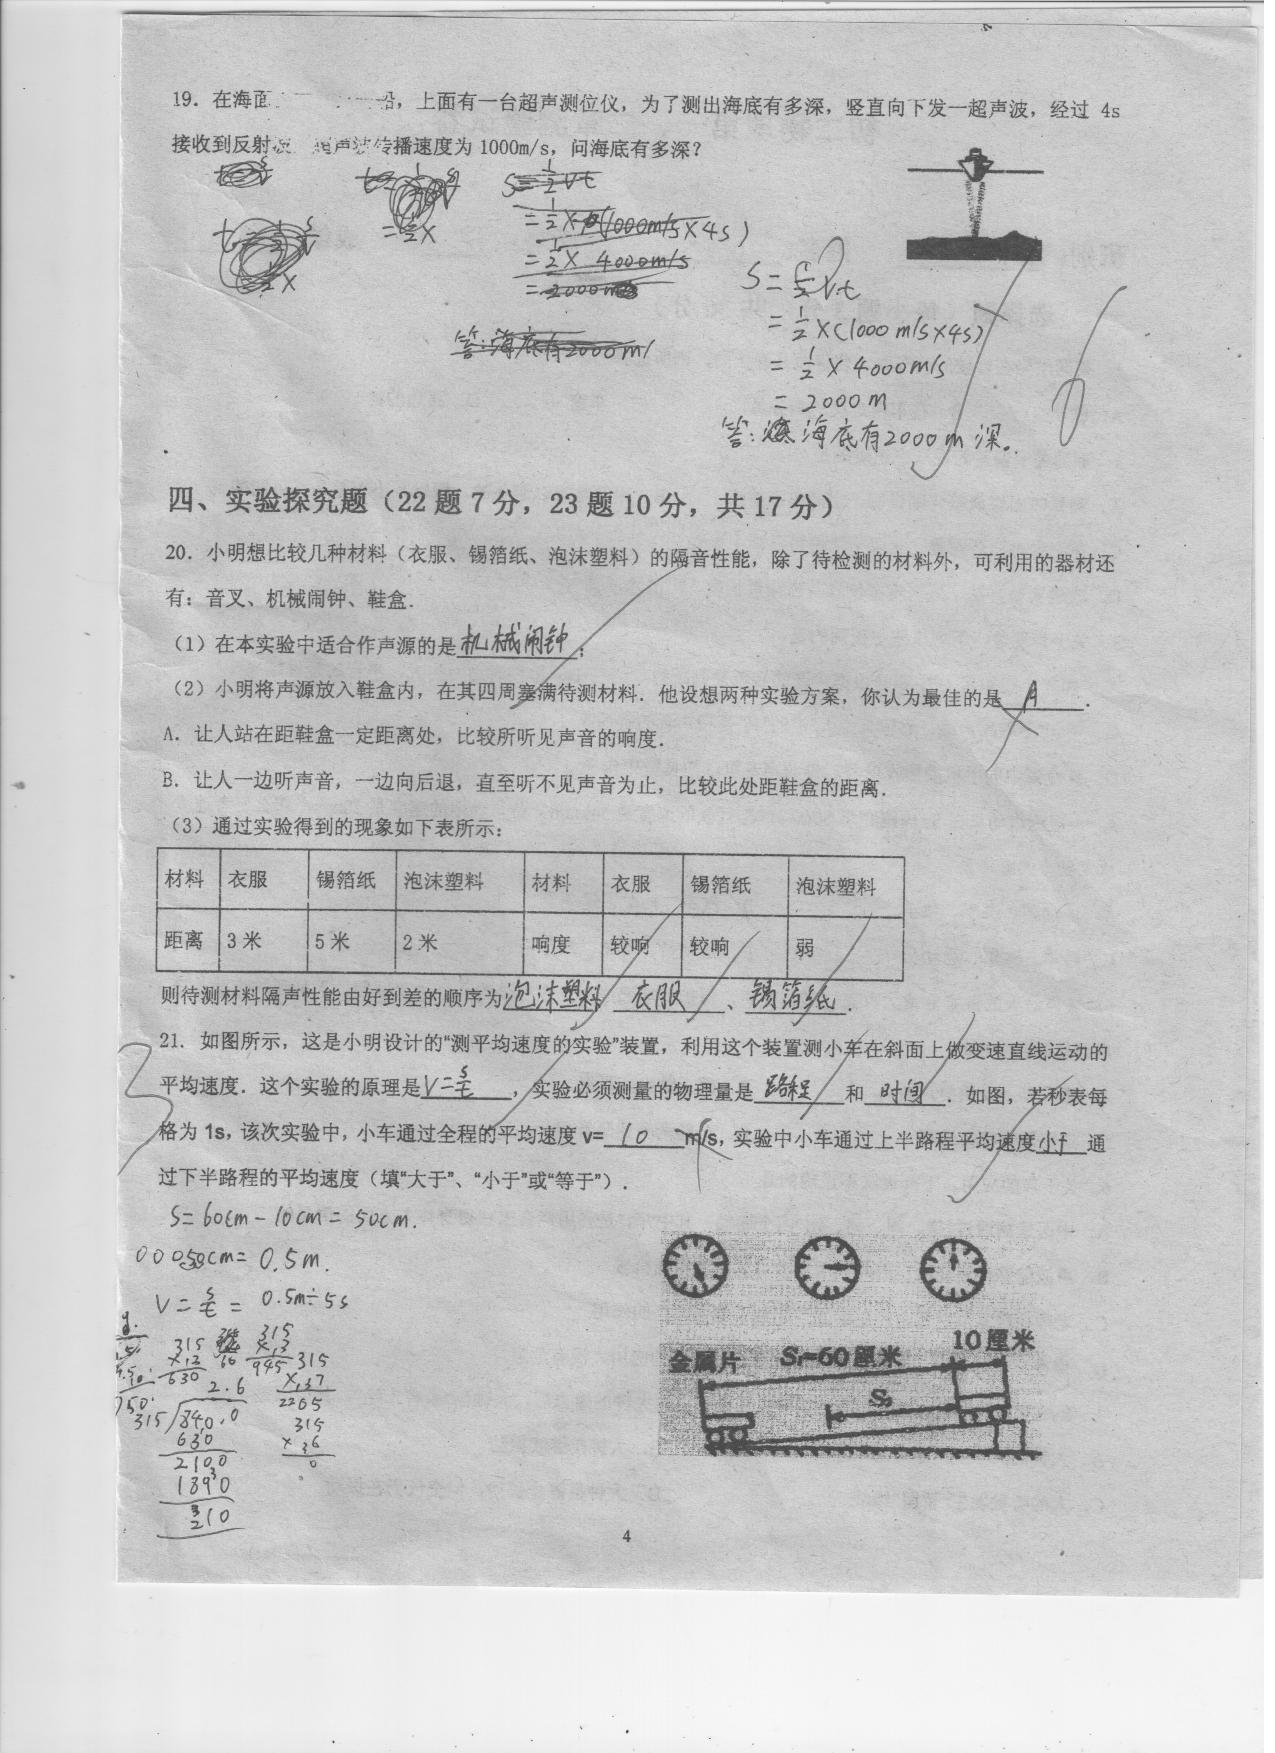 19. 在海面 船，上面有一台超声测位仪，为了测出海底有多深，竖直向下发一超声波，经过 4s
接收到反射波 超声波传播速度为 1000m/s，问海底有多深？
S = 1/2 Vt
= 1/2 × (1000m/s×4s)
= 1/2 × 4000m/s
= 2000m
答：海底有2000m
S = 1/2 Vt
= 1/2 ×(1000m/s×4s)
= 1/2 × 4000m/s
= 2000m
答：海底有2000m深。
四、实验探究题（22 题 7 分，23 题 10 分，共 17 分）
20. 小明想比较几种材料（衣服、锡箔纸、泡沫塑料）的隔音性能，除了待检测的材料外，可利用的器材还
有：音叉、机械闹钟、鞋盒.
（1）在本实验中适合作声源的是机械闹钟；
（2）小明将声源放入鞋盒内，在其四周塞满待测材料．他设想两种实验方案，你认为最佳的是 A .
A. 让人站在距鞋盒一定距离处，比较所听见声音的响度.
B. 让人一边听声音，一边向后退，直至听不见声音为止，比较此处距鞋盒的距离.
（3）通过实验得到的现象如下表所示：
材料 衣服 锡箔纸 泡沫塑料 材料 衣服 锡箔纸 泡沫塑料
距离 3 米 5 米 2 米 响度 较响 较响 弱
则待测材料隔声性能由好到差的顺序为泡沫塑料 衣服 、 锡箔纸 .
21. 如图所示，这是小明设计的“测平均速度的实验”装置，利用这个装置测小车在斜面上做变速直线运动的
平均速度．这个实验的原理是V=s/t ，实验必须测量的物理量是 路程 和 时间 ．如图，若秒表每
格为 1s，该次实验中，小车通过全程的平均速度 v= 10 m/s，实验中小车通过上半路程平均速度小于 通
过下半路程的平均速度（填“大于”、“小于”或“等于”）.
S=60cm-10cm=50cm.
50cm=0.5m.
V=s/t=0.5m÷5s
金属片 S₁=60厘米 10厘米
S₂
315
630
315
945
315
2205
315
2.6
315 840.0
630
2100
1890
210
4